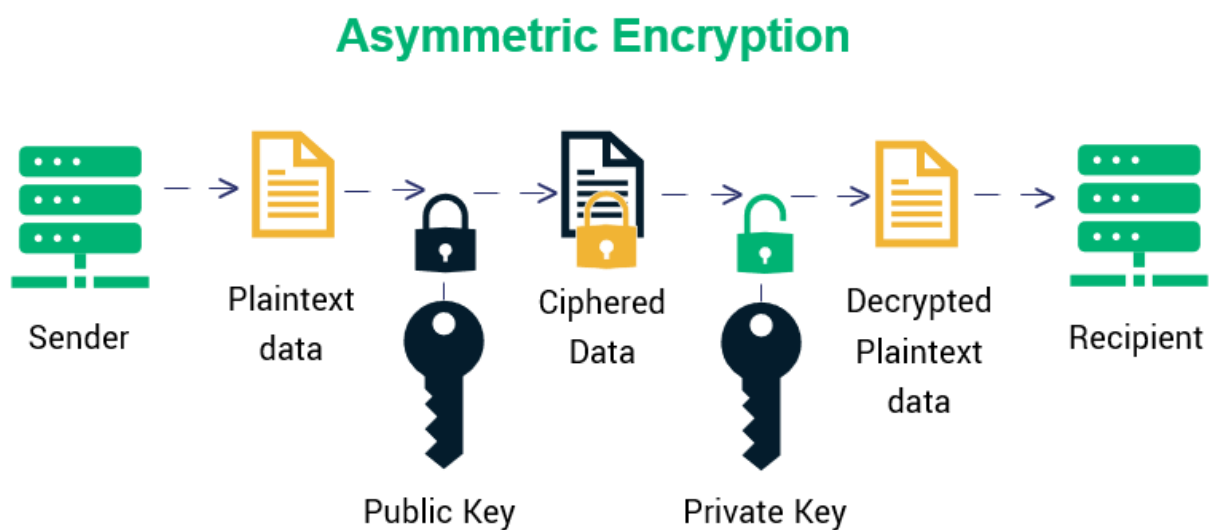 Asymmetric Encryption
Sender
Plaintext
data
Public Key
Ciphered
Data
Private Key
Decrypted
Plaintext
data
Recipient